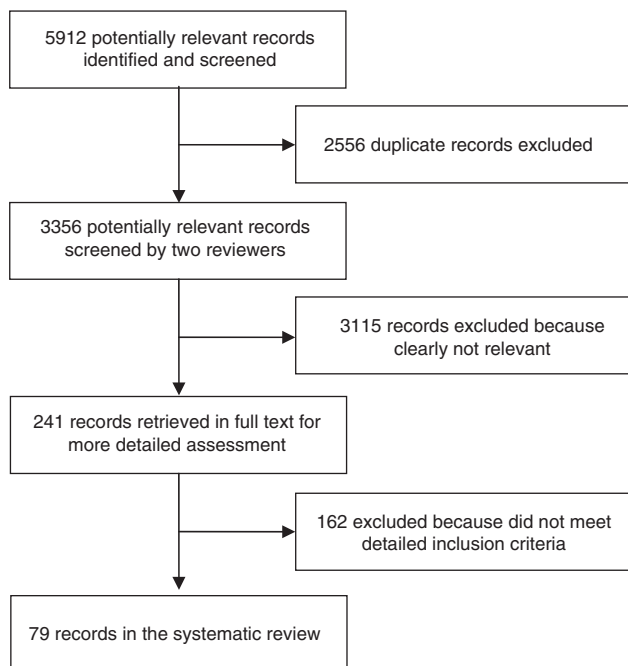 5912 potentially relevant records
identified and screened
2556 duplicate records excluded
3356 potentially relevant records
screened by two reviewers
3115 records excluded because
clearly not relevant
241 records retrieved in full text for
more detailed assessment
162 excluded because did not meet
detailed inclusion criteria
79 records in the systematic review